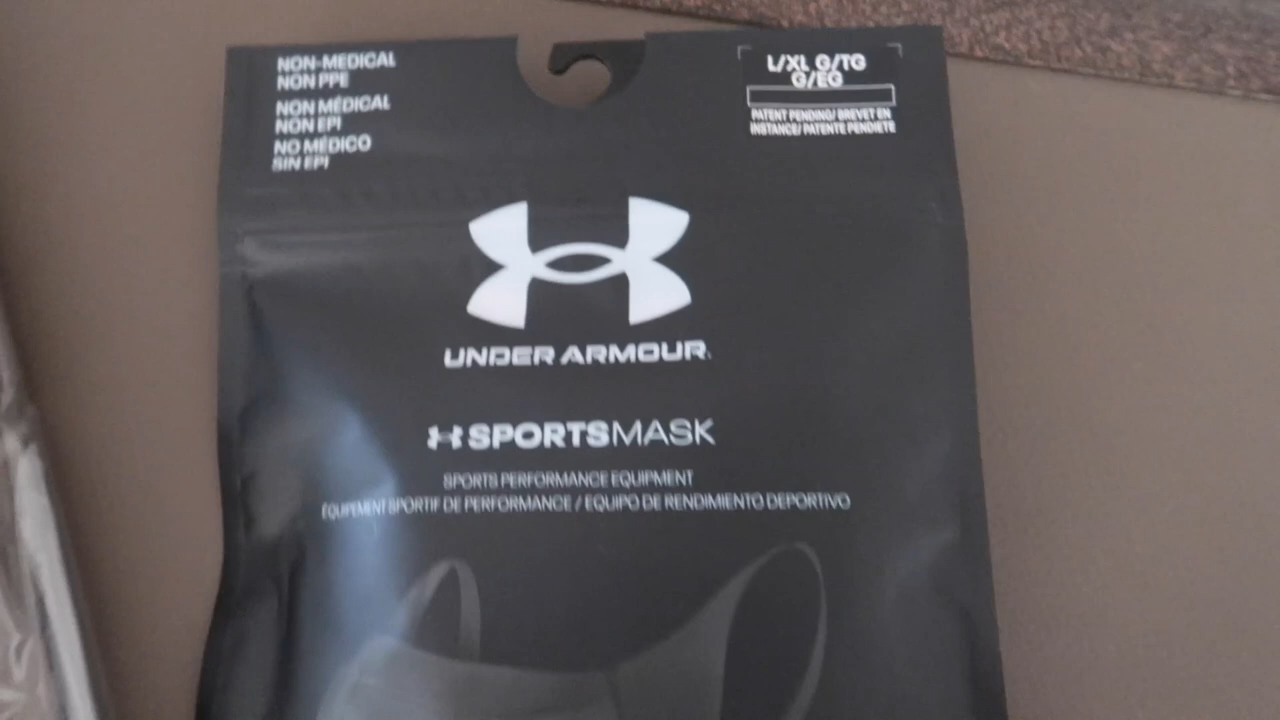 NON-MEDICAL
NON PPE
NON MÉDICAL
NON EPI
NO MÉDICO
SIN EPI
L/XL G/TG
G/EG
PATENT PENDING/ BREVET EN
INSTANCE/ PATENTE PENDIETE
UNDER ARMOUR
SPORTSMASK
SPORTS PERFORMANCE EQUIPMENT
ÉQUIPEMENT SPORTIF DE PERFORMANCE / EQUIPO DE RENDIMIENTO DEPORTIVO